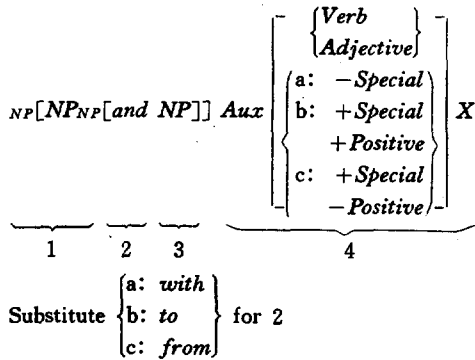 Verb
Adjective
a: −Special
NP[NP NP[and NP]] Aux b: +Special X
+Positive
c: +Special
−Positive
1 2 3 4
a: with
Substitute b: to for 2
c: from